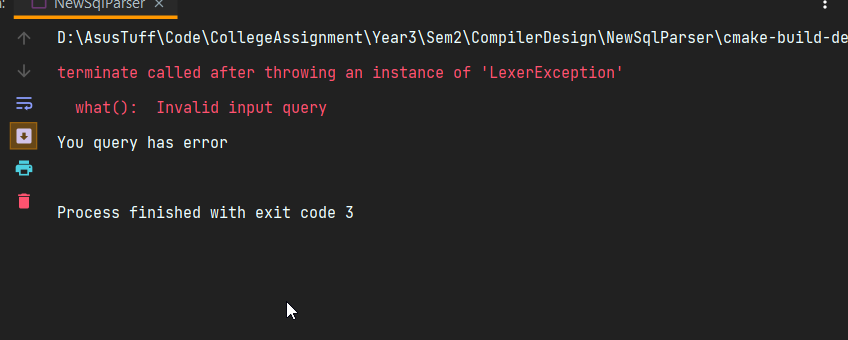 NewSqlParser
D:\AsusTuff\Code\CollegeAssignment\Year3\Sem2\CompilerDesign\NewSqlParser\cmake-build-de
terminate called after throwing an instance of 'LexerException'
what():  Invalid input query
You query has error
Process finished with exit code 3